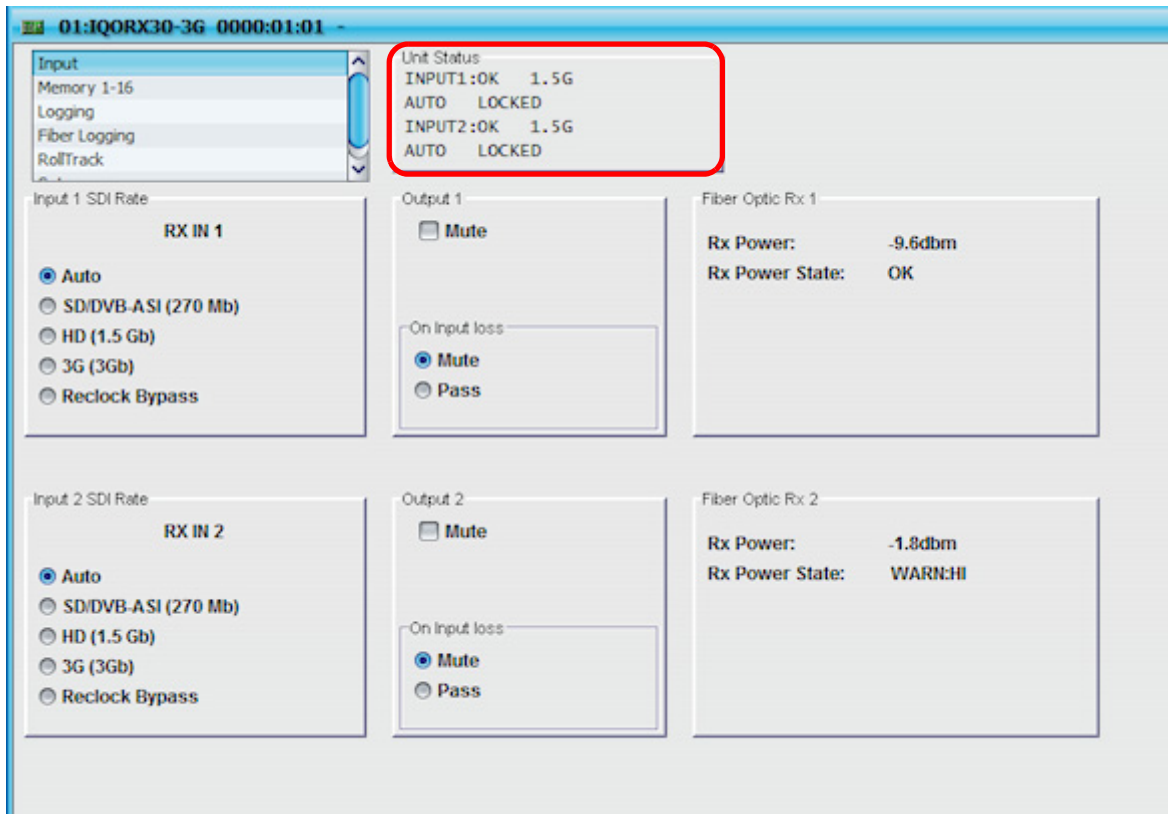 01:IQORX30-3G 0000:01:01 -
Input
Memory 1-16
Logging
Fiber Logging
RollTrack
Unit Status
INPUT1:OK 1.5G
AUTO LOCKED
INPUT2:OK 1.5G
AUTO LOCKED
Input 1 SDI Rate
RX IN 1
Auto
SD/DVB-ASI (270 Mb)
HD (1.5 Gb)
3G (3Gb)
Reclock Bypass
Output 1
Mute
On Input loss
Mute
Pass
Fiber Optic Rx 1
Rx Power: -9.6dbm
Rx Power State: OK
Input 2 SDI Rate
RX IN 2
Auto
SD/DVB-ASI (270 Mb)
HD (1.5 Gb)
3G (3Gb)
Reclock Bypass
Output 2
Mute
On Input loss
Mute
Pass
Fiber Optic Rx 2
Rx Power: -1.8dbm
Rx Power State: WARN:HI